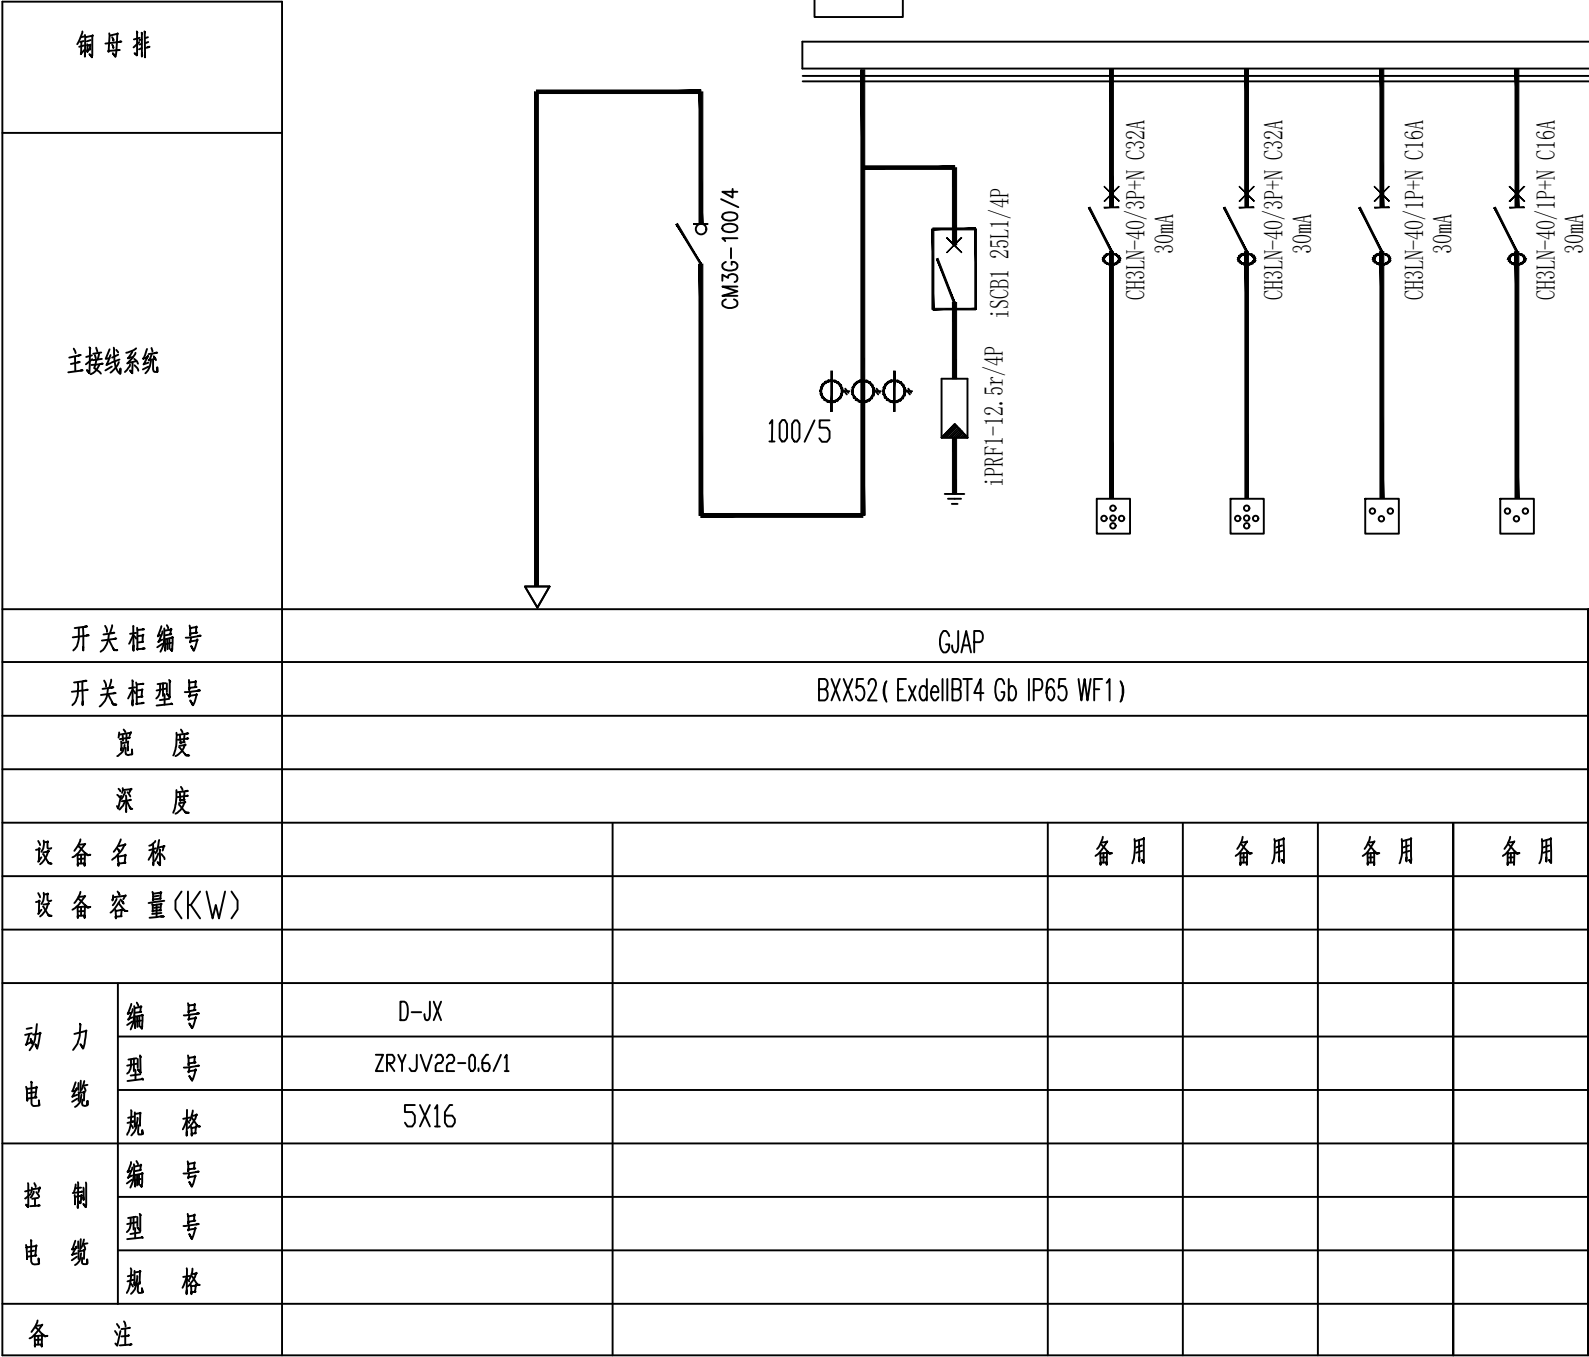 铜母排
主接线系统
CM3G-100/4
100/5
iSCB1 25L1/4P
iPRF1-12.5r/4P
CH3LN-40/3P+N C32A
30mA
CH3LN-40/3P+N C32A
30mA
CH3LN-40/1P+N C16A
30mA
CH3LN-40/1P+N C16A
30mA
开关柜编号 GJAP
开关柜型号 BXX52(ExdeIIBT4 Gb IP65 WF1)
宽 度
深 度
设备名称 备用 备用 备用 备用
设备容量(KW)
动力
电缆
编 号 D-JX
型 号 ZRYJV22-0.6/1
规 格 5X16
控制
电缆
编 号
型 号
规 格
备 注